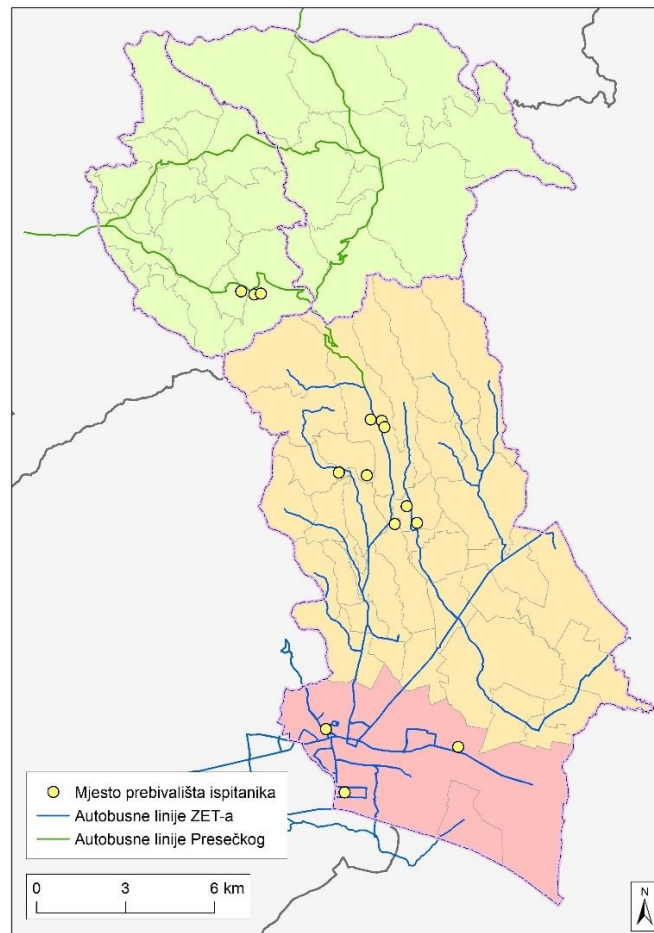 Mjesto prebivališta ispitanika
Autobusne linije ZET-a
Autobusne linije Presečkog
0 3 6 km
N